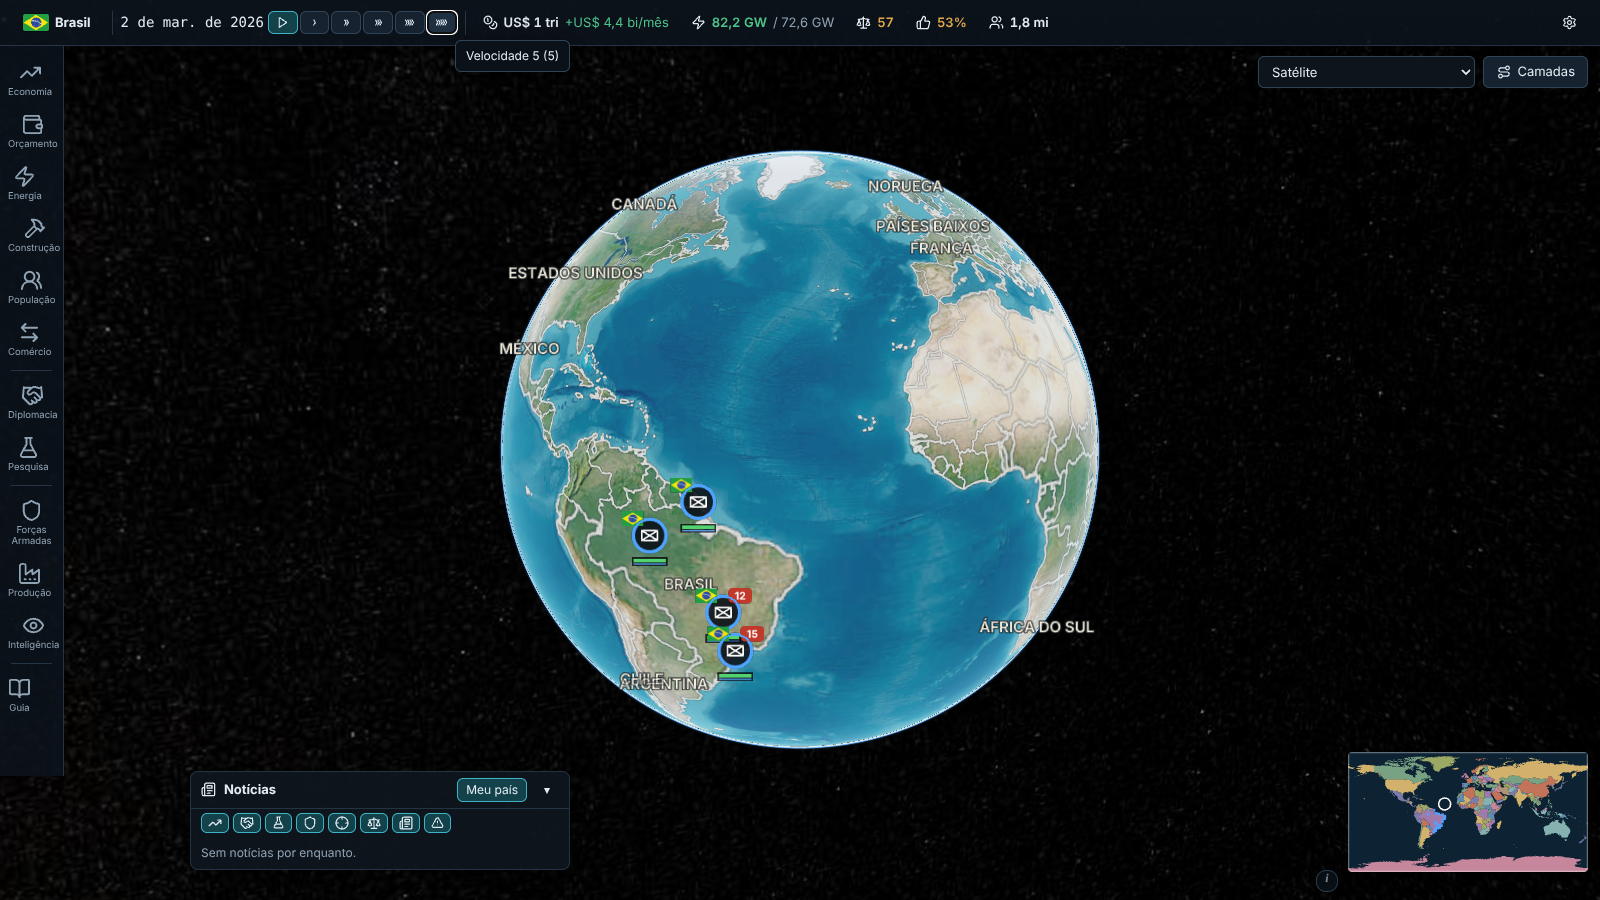 Brasil
2 de mar. de 2026
US$ 1 tri +US$ 4,4 bi/mês
82,2 GW / 72,6 GW
57
53%
1,8 mi
Velocidade 5 (5)
Satélite
Camadas
Economia
Orçamento
Energia
Construção
População
Comércio
Diplomacia
Pesquisa
Forças
Armadas
Produção
Inteligência
Guia
NORUEGA
CANADÁ
PAÍSES BAIXOS
FRANÇA
ESTADOS UNIDOS
MÉXICO
BRASIL
12
15
ÁFRICA DO SUL
CHILE
ARGENTINA
Notícias
Meu país
Sem notícias por enquanto.
i